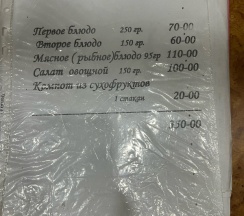 Первое блюдо 250 гр. 70-00
Второе блюдо 150 гр. 60-00
Мясное ( рыбное)блюдо 95гр 110-00
Салат овощной 150 гр. 100-00
Компот из сухофруктов
1 стакан 20-00
350-00